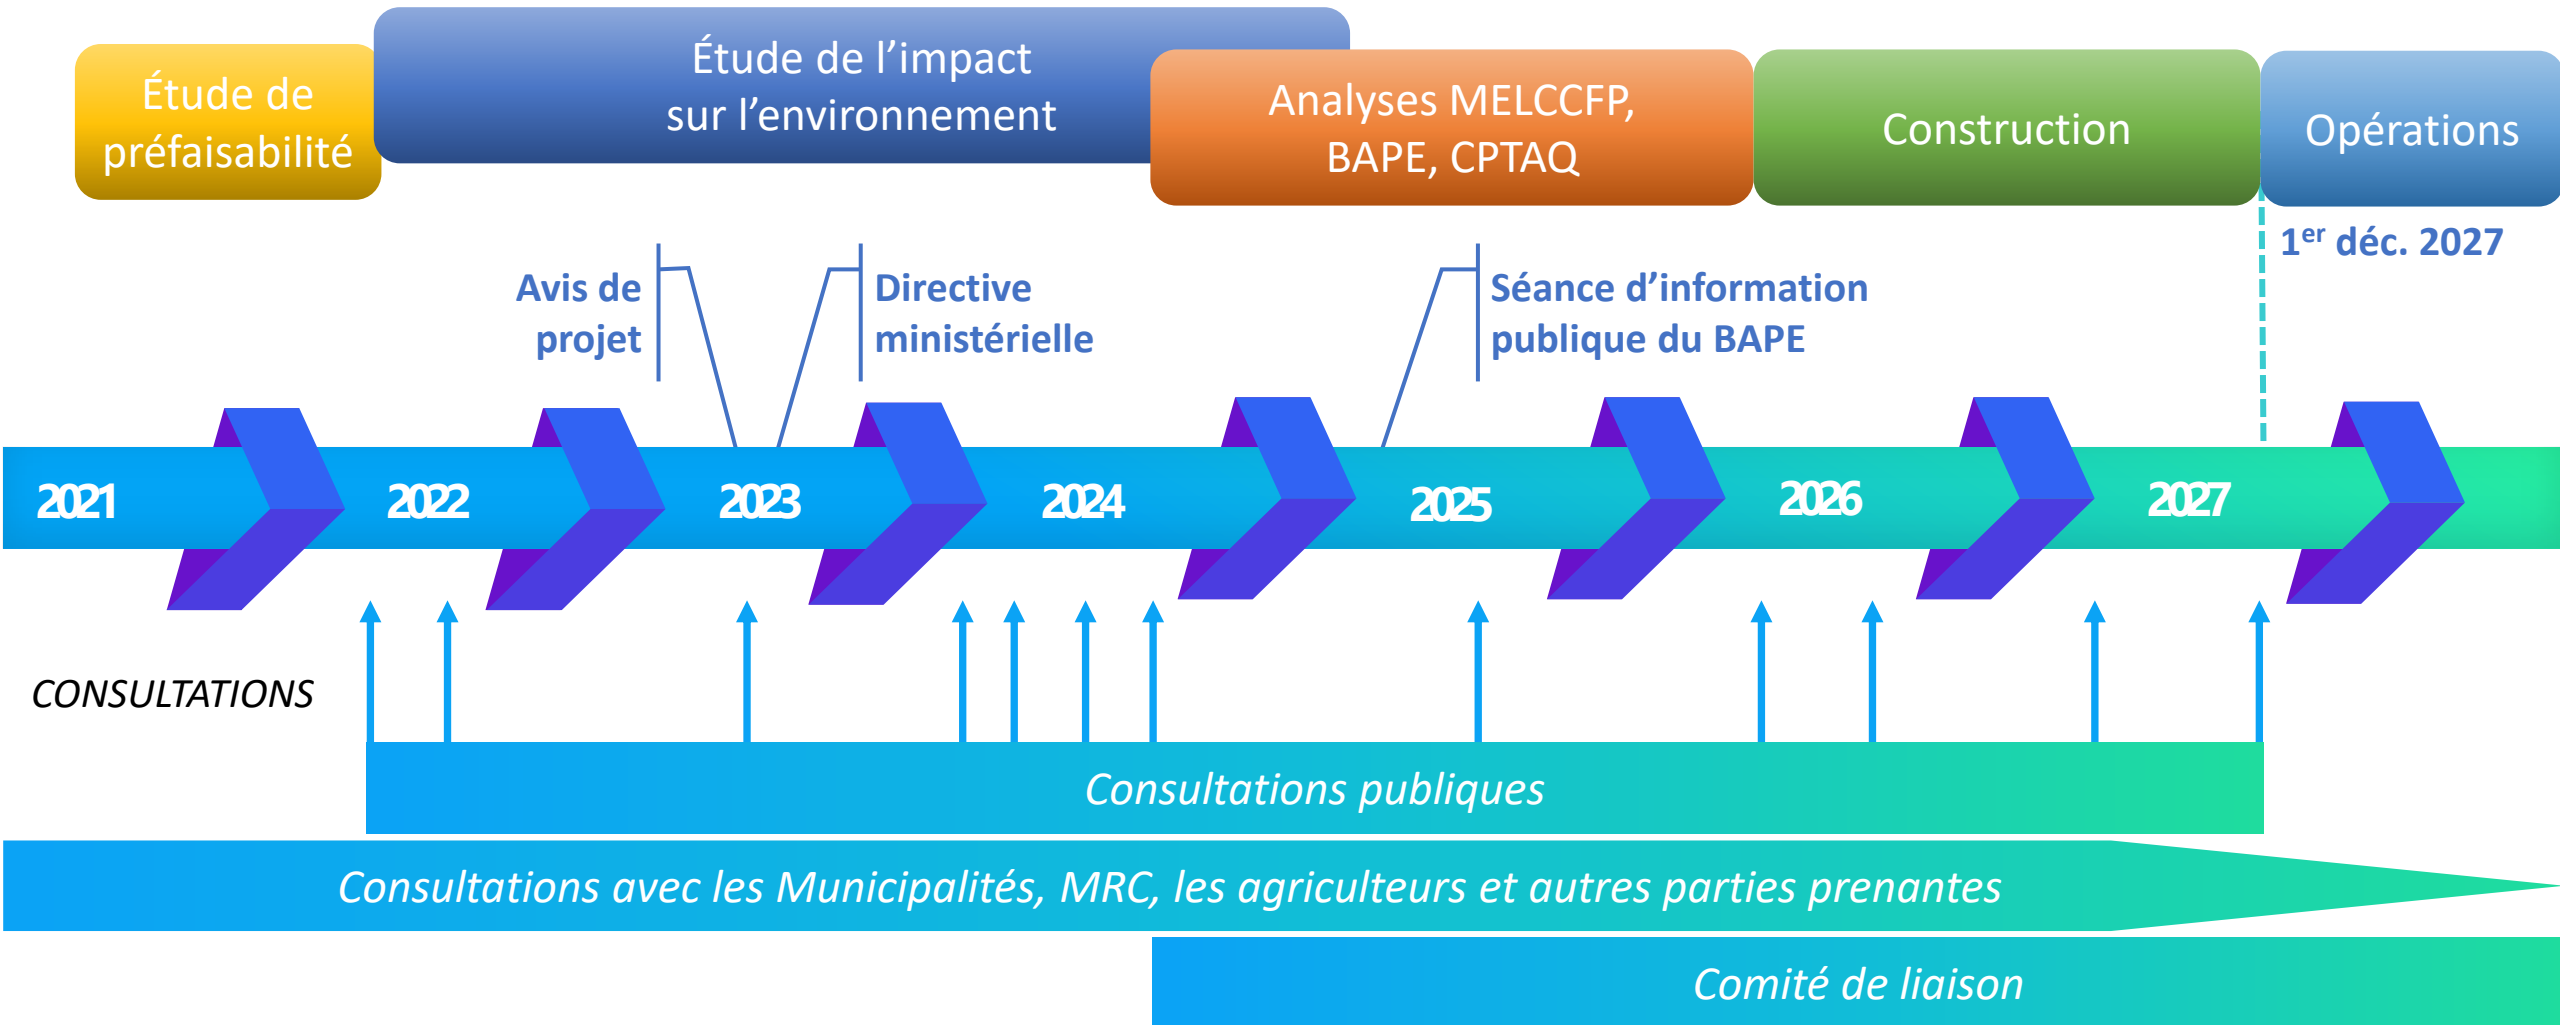 Étude de
préfaisabilité
Étude de l’impact
sur l’environnement
Analyses MELCCFP,
BAPE, CPTAQ
Construction
Opérations
1er déc. 2027
Avis de
projet
Directive
ministérielle
Séance d’information
publique du BAPE
2021
2022
2023
2024
2025
2026
2027
CONSULTATIONS
Consultations publiques
Consultations avec les Municipalités, MRC, les agriculteurs et autres parties prenantes
Comité de liaison